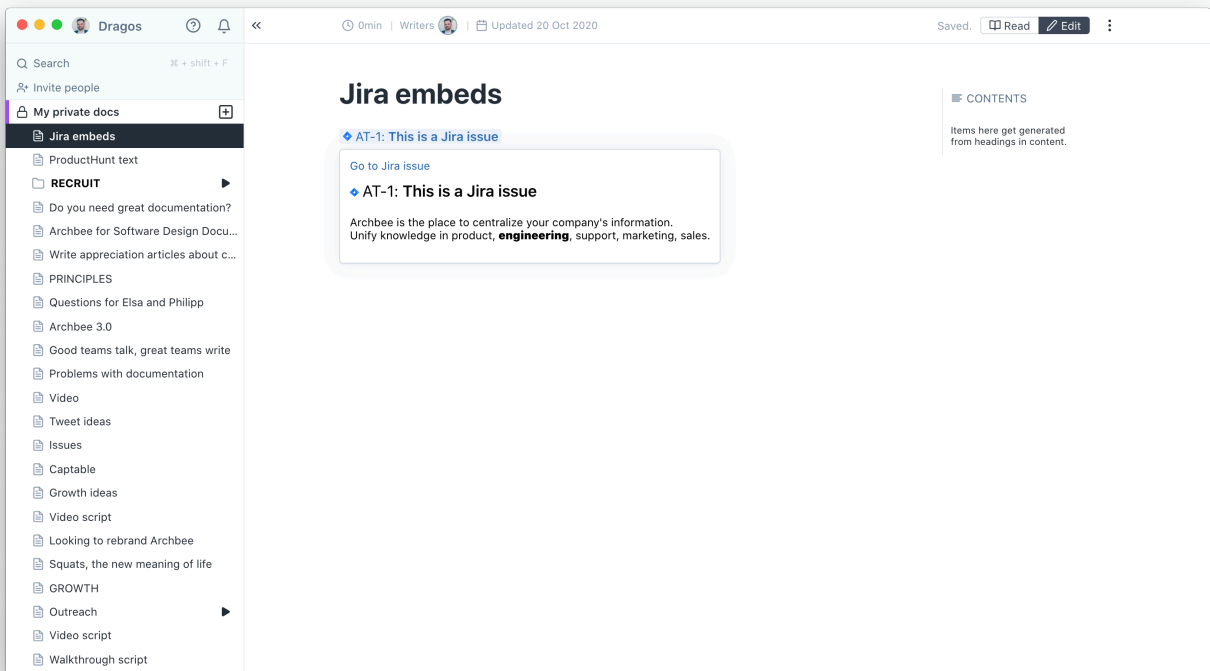 Dragos
0min | Writers | Updated 20 Oct 2020
Saved. Read Edit
Search ⌘ + shift + F
Invite people
My private docs
Jira embeds
ProductHunt text
RECRUIT
Do you need great documentation?
Archbee for Software Design Docu...
Write appreciation articles about c...
PRINCIPLES
Questions for Elsa and Philipp
Archbee 3.0
Good teams talk, great teams write
Problems with documentation
Video
Tweet ideas
Issues
Captable
Growth ideas
Video script
Looking to rebrand Archbee
Squats, the new meaning of life
GROWTH
Outreach
Video script
Walkthrough script
Jira embeds
AT-1: This is a Jira issue
Go to Jira issue
AT-1: This is a Jira issue
Archbee is the place to centralize your company's information.
Unify knowledge in product, engineering, support, marketing, sales.
CONTENTS
Items here get generated
from headings in content.